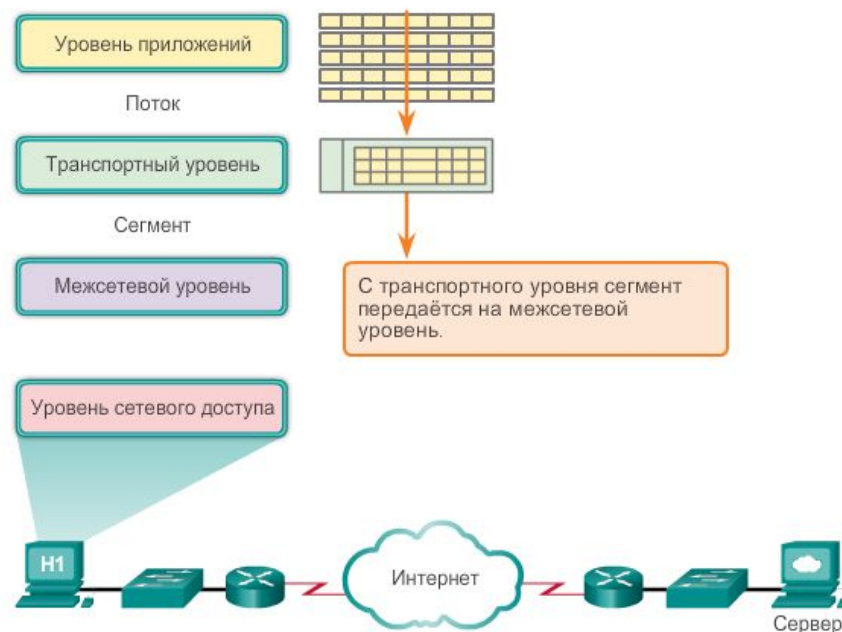 Уровень приложений
Поток
Транспортный уровень
Сегмент
Межсетевой уровень
С транспортного уровня сегмент
передаётся на межсетевой
уровень.
Уровень сетевого доступа
H1
Интернет
Сервер